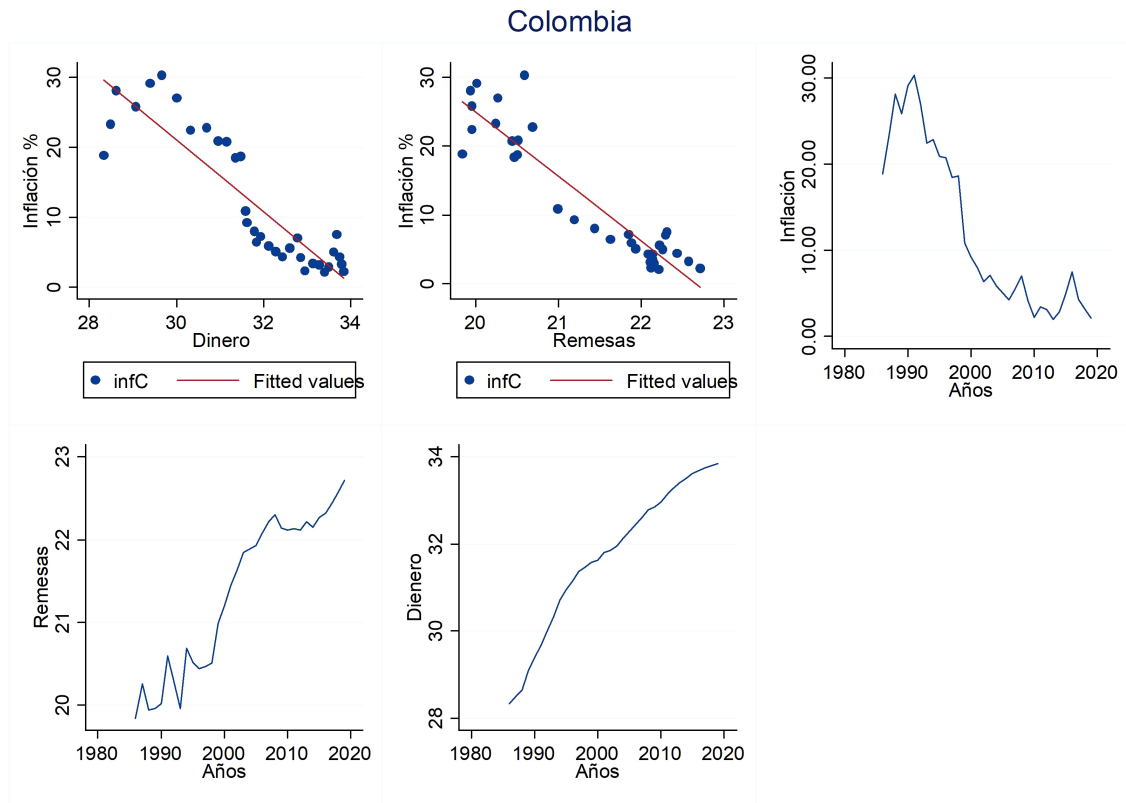 Colombia
Inflación %
30
20
10
0
28 30 32 34
Dinero
infC Fitted values
Inflación %
30
20
10
0
20 21 22 23
Remesas
infC Fitted values
Inflación
30.00
20.00
10.00
0.00
1980 1990 2000 2010 2020
Años
Remesas
23
22
21
20
1980 1990 2000 2010 2020
Años
Dienero
34
32
30
28
1980 1990 2000 2010 2020
Años